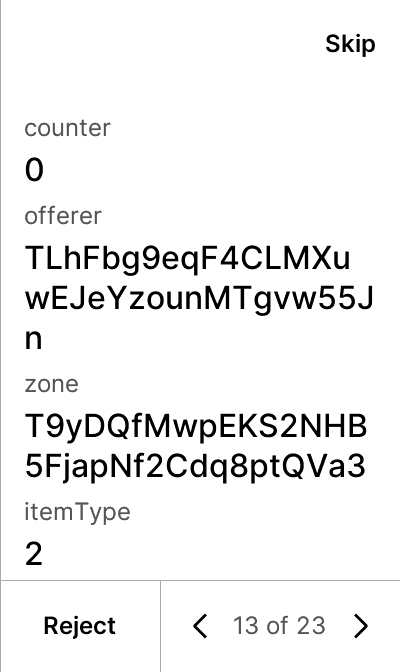 Skip
counter
0
offerer
TLhFbg9eqF4CLMXu
wEJeYzounMTgvw55J
n
zone
T9yDQfMwpEKS2NHB
5FjapNf2Cdq8ptQVa3
itemType
2
Reject
13 of 23